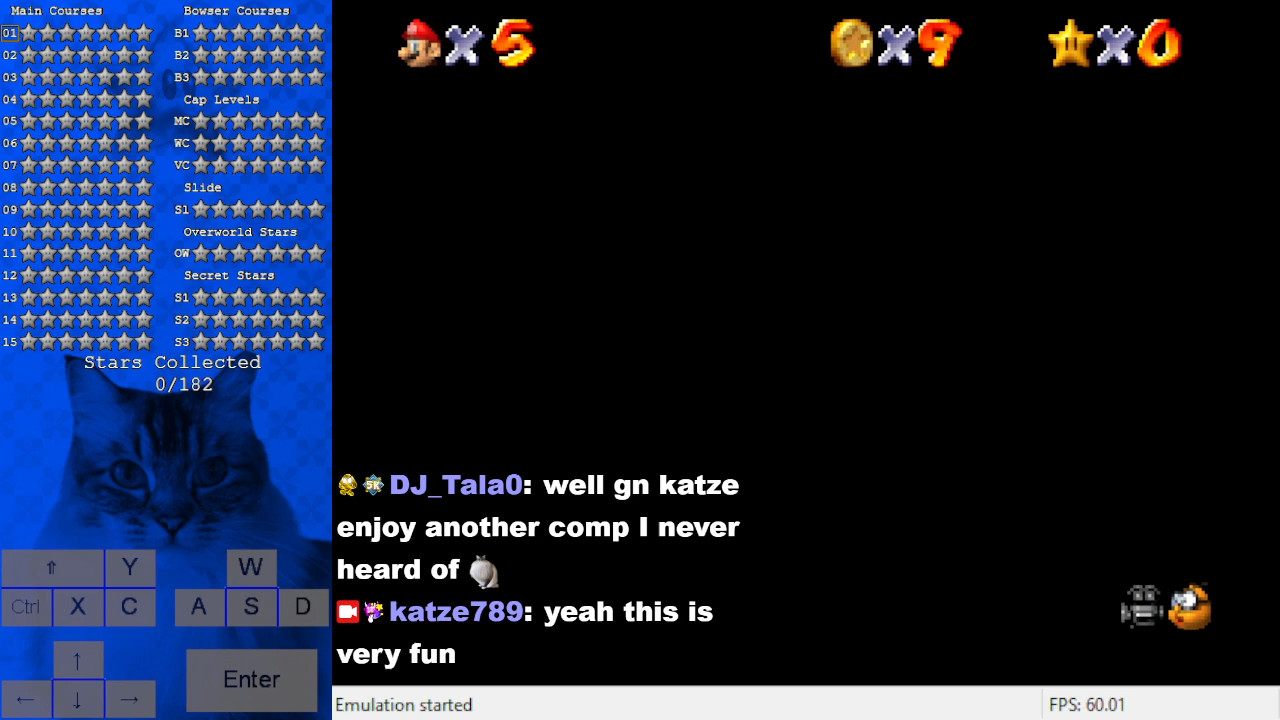 Main Courses
01
02
03
04
05
06
07
08
09
10
11
12
13
14
15
Bowser Courses
B1
B2
B3
Cap Levels
MC
WC
VC
Slide
S1
Overworld Stars
OW
Secret Stars
S1
S2
S3
Stars Collected
0/182
↑ Y W
Ctrl X C A S D
↑
← ↓ → Enter
X 5 X 9 X 0
5K DJ_Tala0: well gn katze
enjoy another comp I never
heard of
katze789: yeah this is
very fun
Emulation started FPS: 60.01